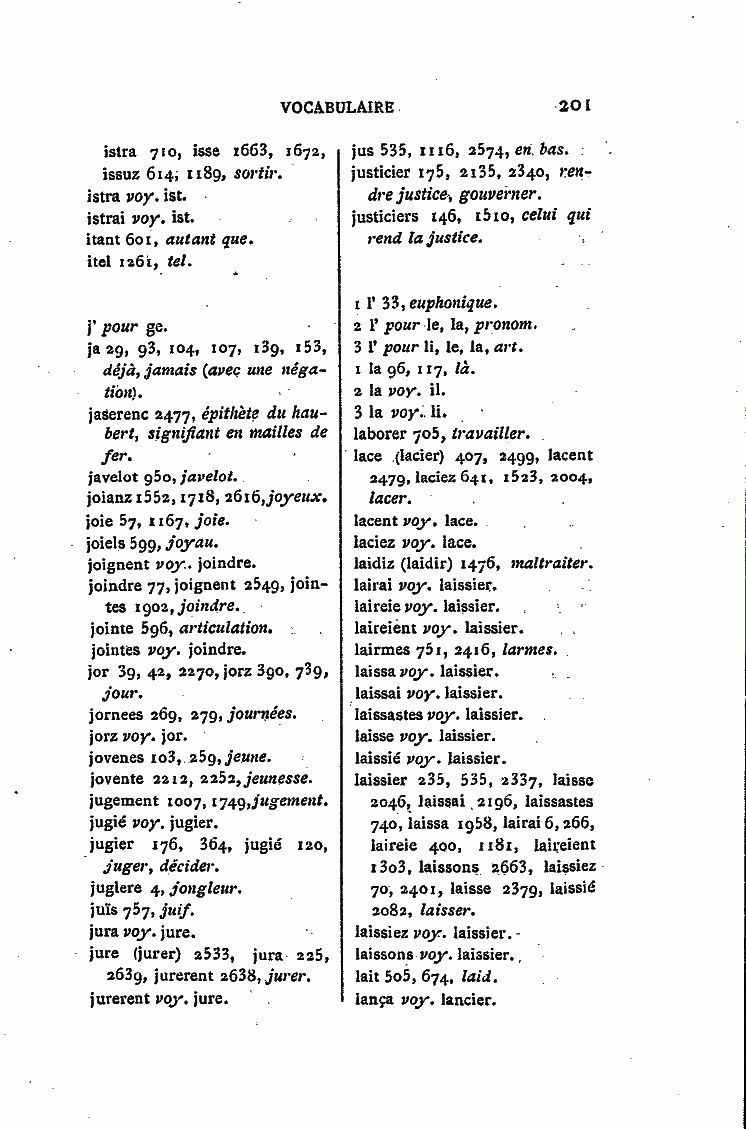 VOCABULAIRE 201
istra 710, isse 1663, 1672,
issuz 614, 1189, sortir.
istra voy. ist.
istrai voy. ist.
itant 601, autant que.
itel 1261, tel.
j' pour ge.
ja 29, 93, 104, 107, 139, 153,
déjà, jamais (avec une néga-
tion).
jaserenc 2477, épithète du hau-
bert, signifiant en mailles de
fer.
javelot 950, javelot.
joianz 1552, 1718, 2616, joyeux.
joie 57, 1167, joie.
joiels 599, joyau.
joignent voy. joindre.
joindre 77, joignent 2549, join-
tes 1902, joindre.
jointe 596, articulation.
jointes voy. joindre.
jor 39, 42, 2270, jorz 390, 739,
jour.
jornees 269, 279, journées.
jorz voy. jor.
jovenes 103, 259, jeune.
jovente 2212, 2252, jeunesse.
jugement 1007, 1749, jugement.
jugié voy. jugier.
jugier 176, 364, jugié 120,
juger, décider.
juglere 4, jongleur.
juïs 757, juif.
jura voy. jure.
jure (jurer) 2533, jura 225,
2639, jurerent 2638, jurer.
jurerent voy. jure.
jus 535, 1116, 2574, en bas.
justicier 175, 2135, 2340, ren-
dre justice, gouverner.
justiciers 146, 1510, celui qui
rend la justice.
1 l' 33, euphonique.
2 l' pour le, la, pronom.
3 l' pour li, le, la, art.
1 la 96, 117, là.
2 la voy. il.
3 la voy. li.
laborer 705, travailler.
lace (lacier) 407, 2499, lacent
2479, laciez 641, 1523, 2004,
lacer.
lacent voy. lace.
laciez voy. lace.
laidiz (laidir) 1476, maltraiter.
lairai voy. laissier.
laireie voy. laissier.
laireient voy. laissier.
lairmes 751, 2416, larmes.
laissa voy. laissier.
laissai voy. laissier.
laissastes voy. laissier.
laisse voy. laissier.
laissié voy. laissier.
laissier 235, 535, 2337, laisse
2046, laissai 2196, laissastes
740, laissa 1958, lairai 6, 266,
laireie 400, 1181, laireient
1303, laissons 2663, laissiez
70, 2401, laisse 2379, laissié
2082, laisser.
laissiez voy. laissier.
laissons voy. laissier.
lait 505, 674, laid.
lança voy. lancier.